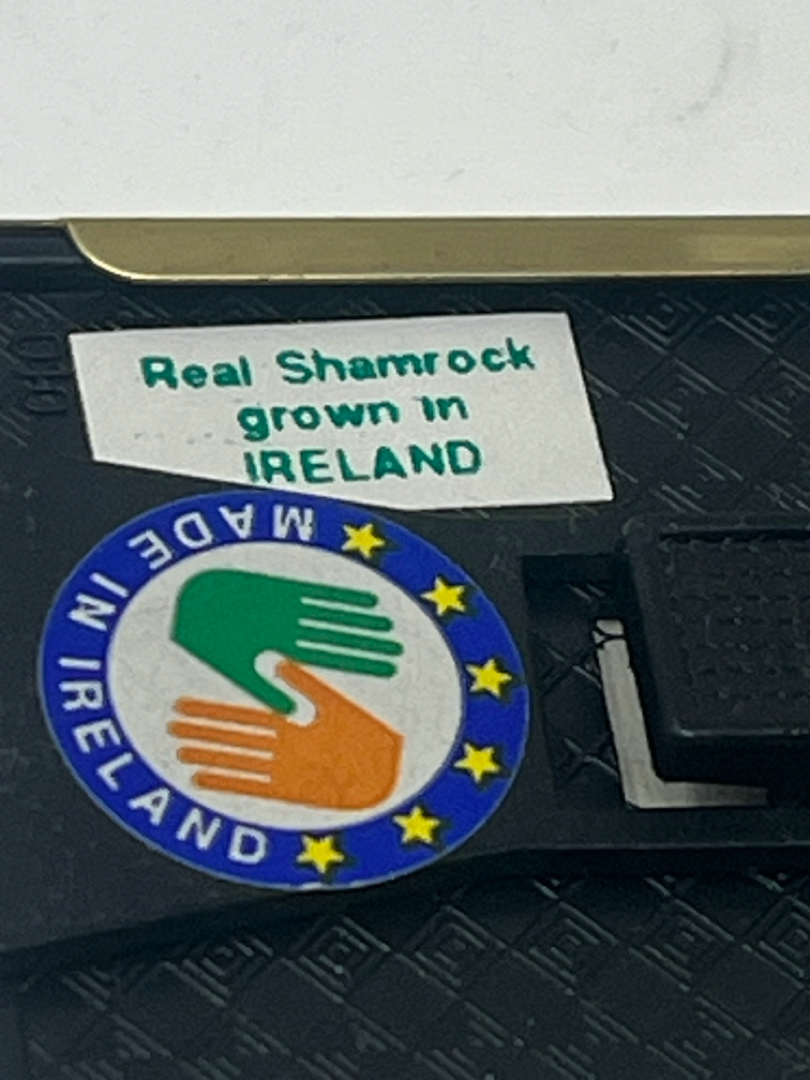 Real Shamrock
grown in
IRELAND
MADE IN IRELAND